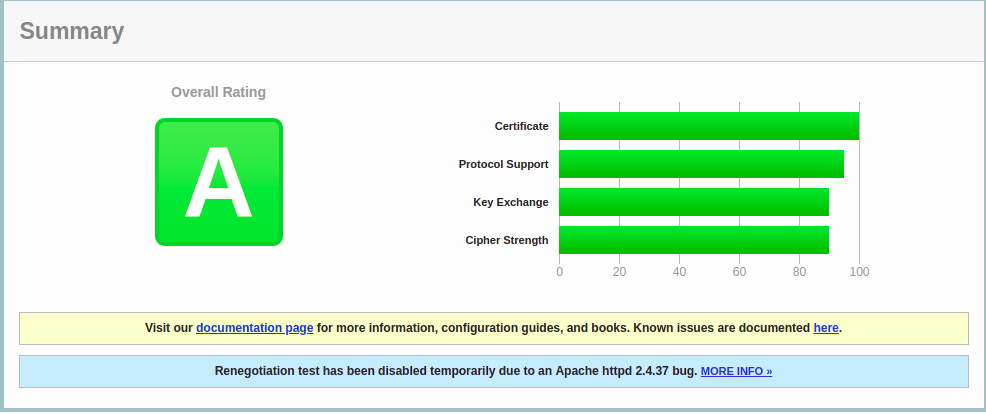 Summary
Overall Rating
A
Certificate
Protocol Support
Key Exchange
Cipher Strength
0 20 40 60 80 100
Visit our documentation page for more information, configuration guides, and books. Known issues are documented here.
Renegotiation test has been disabled temporarily due to an Apache httpd 2.4.37 bug. MORE INFO »